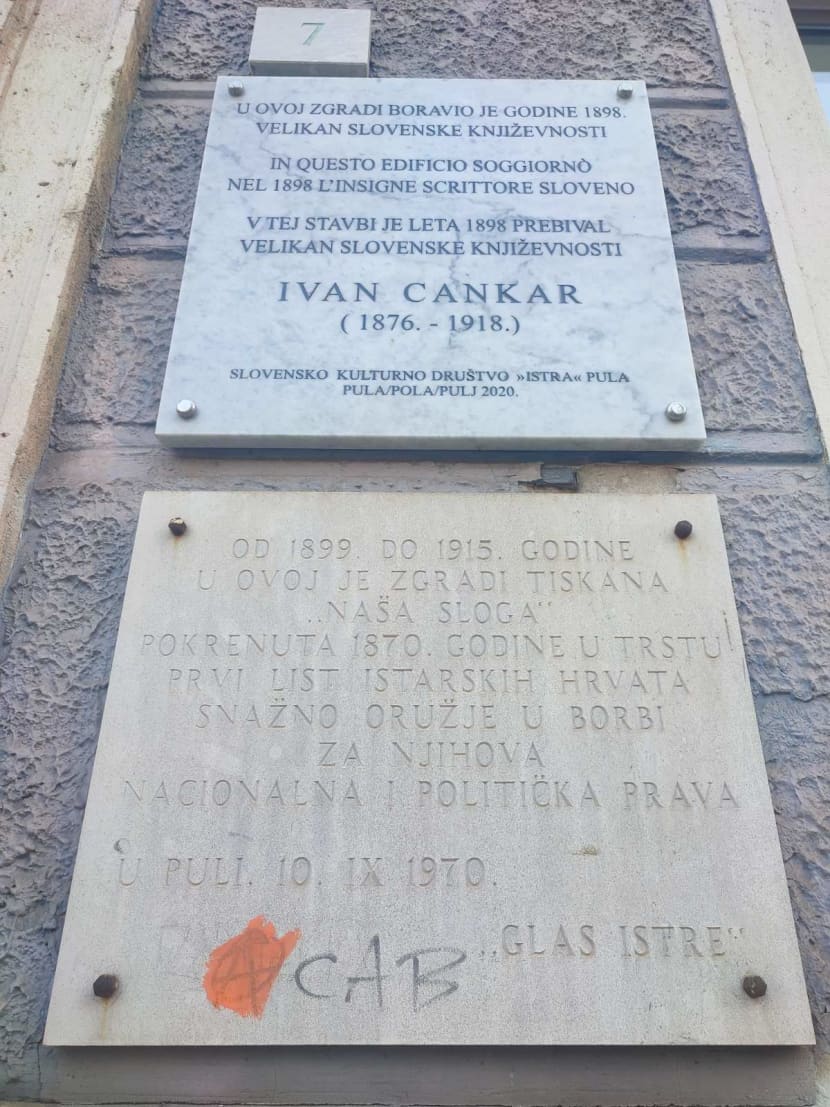 7
U OVOJ ZGRADI BORAVIO JE GODINE 1898.
VELIKAN SLOVENSKE KNJIŽEVNOSTI
IN QUESTO EDIFICIO SOGGIORNÒ
NEL 1898 L'INSIGNE SCRITTORE SLOVENO
V TEJ STAVBI JE LETA 1898 PREBIVAL
VELIKAN SLOVENSKE KNJIŽEVNOSTI
IVAN CANKAR
( 1876. - 1918.)
SLOVENSKO KULTURNO DRUŠTVO »ISTRA« PULA
PULA/POLA/PULJ 2020.
OD 1899. DO 1915. GODINE
U OVOJ JE ZGRADI TISKANA
„NAŠA SLOGA“
POKRENUTA 1870. GODINE U TRSTU
PRVI LIST ISTARSKIH HRVATA
SNAŽNO ORUŽJE U BORBI
ZA NJIHOVA
NACIONALNA I POLITIČKA PRAVA
U PULI. 10. IX 1970.
„GLAS ISTRE“
ACAB